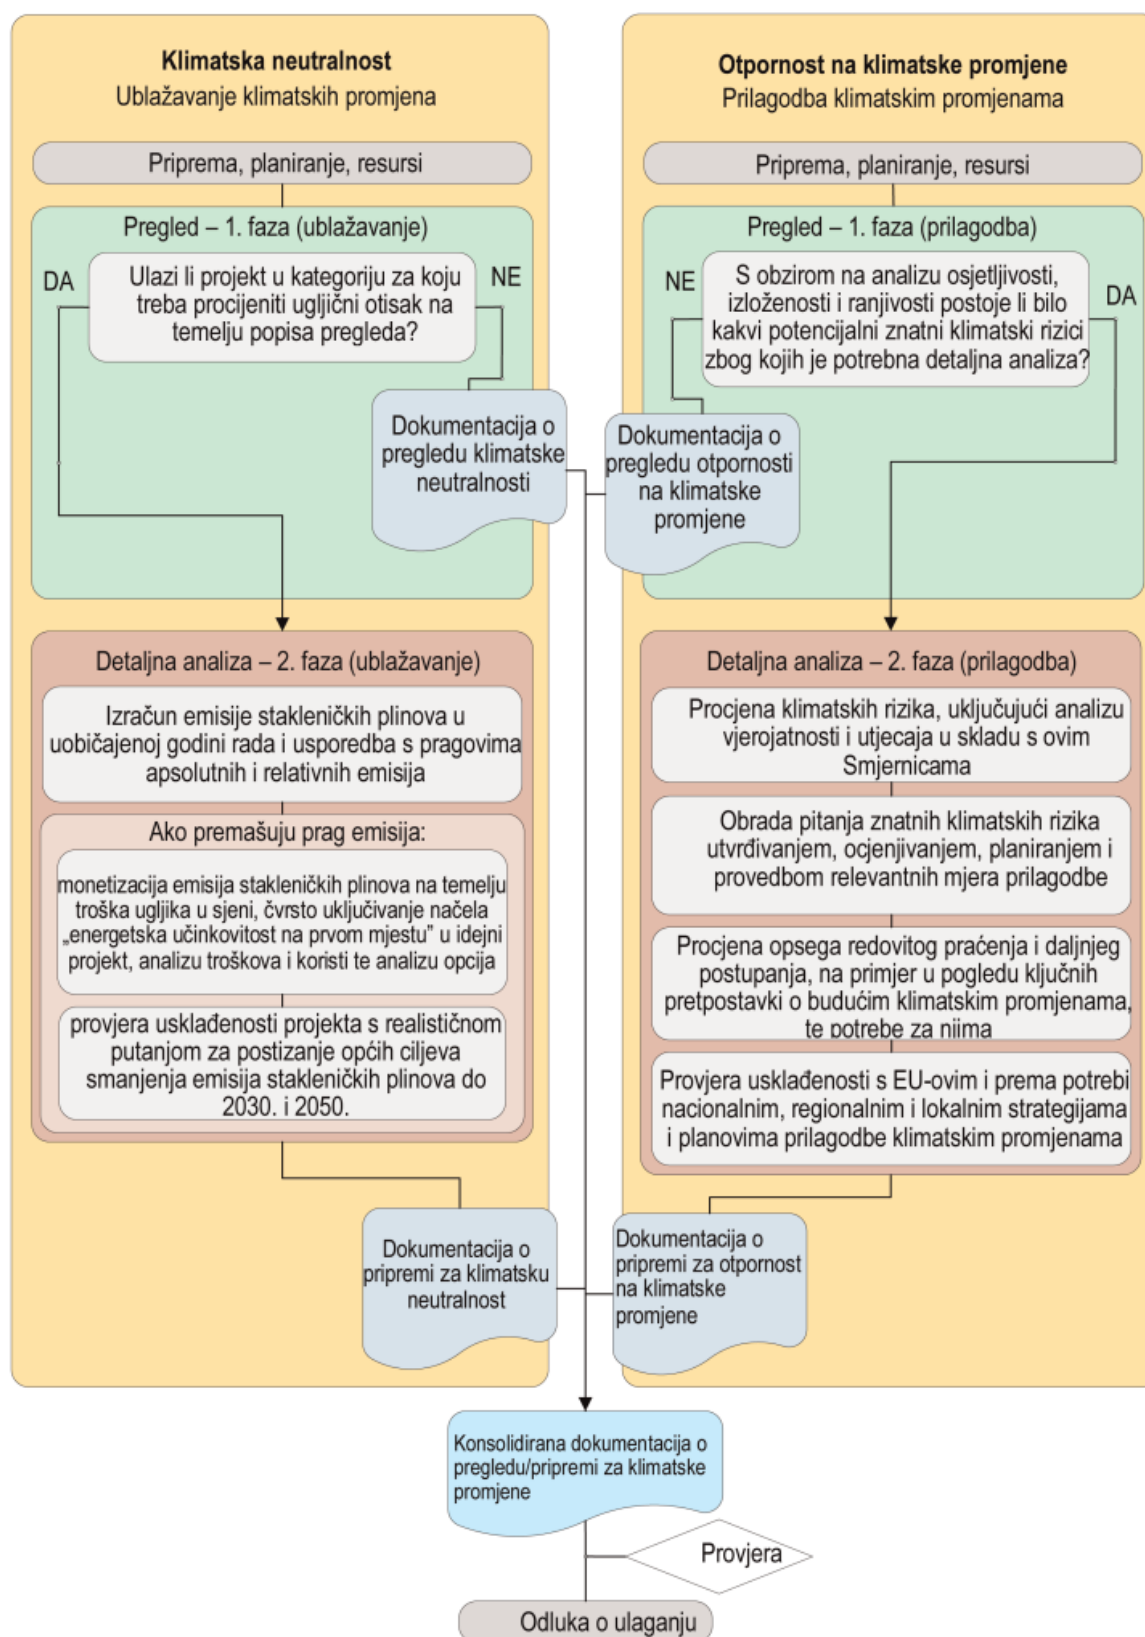 Klimatska neutralnost
Ublažavanje klimatskih promjena
Priprema, planiranje, resursi
Pregled – 1. faza (ublažavanje)
DA
Ulazi li projekt u kategoriju za koju
treba procijeniti ugljični otisak na
temelju popisa pregleda?
NE
Dokumentacija o
pregledu klimatske
neutralnosti
Detaljna analiza – 2. faza (ublažavanje)
Izračun emisije stakleničkih plinova u
uobičajenoj godini rada i usporedba s pragovima
apsolutnih i relativnih emisija
Ako premašuju prag emisija:
monetizacija emisija stakleničkih plinova na temelju
troška ugljika u sjeni, čvrsto uključivanje načela
„energetska učinkovitost na prvom mjestu” u idejni
projekt, analizu troškova i koristi te analizu opcija
provjera usklađenosti projekta s realističnom
putanjom za postizanje općih ciljeva
smanjenja emisija stakleničkih plinova do
2030. i 2050.
Dokumentacija o
pripremi za klimatsku
neutralnost
Otpornost na klimatske promjene
Prilagodba klimatskim promjenama
Priprema, planiranje, resursi
Pregled – 1. faza (prilagodba)
NE
S obzirom na analizu osjetljivosti,
izloženosti i ranjivosti postoje li bilo
kakvi potencijalni znatni klimatski rizici
zbog kojih je potrebna detaljna analiza?
DA
Dokumentacija o
pregledu otpornosti
na klimatske
promjene
Detaljna analiza – 2. faza (prilagodba)
Procjena klimatskih rizika, uključujući analizu
vjerojatnosti i utjecaja u skladu s ovim
Smjernicama
Obrada pitanja znatnih klimatskih rizika
utvrđivanjem, ocjenjivanjem, planiranjem i
provedbom relevantnih mjera prilagodbe
Procjena opsega redovitog praćenja i daljnjeg
postupanja, na primjer u pogledu ključnih
pretpostavki o budućim klimatskim promjenama,
te potrebe za njima
Provjera usklađenosti s EU-ovim i prema potrebi
nacionalnim, regionalnim i lokalnim strategijama
i planovima prilagodbe klimatskim promjenama
Dokumentacija o
pripremi za otpornost
na klimatske
promjene
Konsolidirana dokumentacija o
pregledu/pripremi za klimatske
promjene
Provjera
Odluka o ulaganju